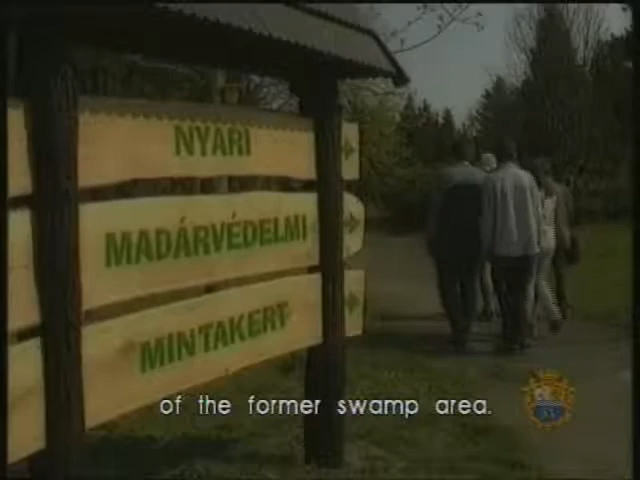 NYÁRI
MADÁRVÉDELMI
MINTAKERT
of the former swamp area.